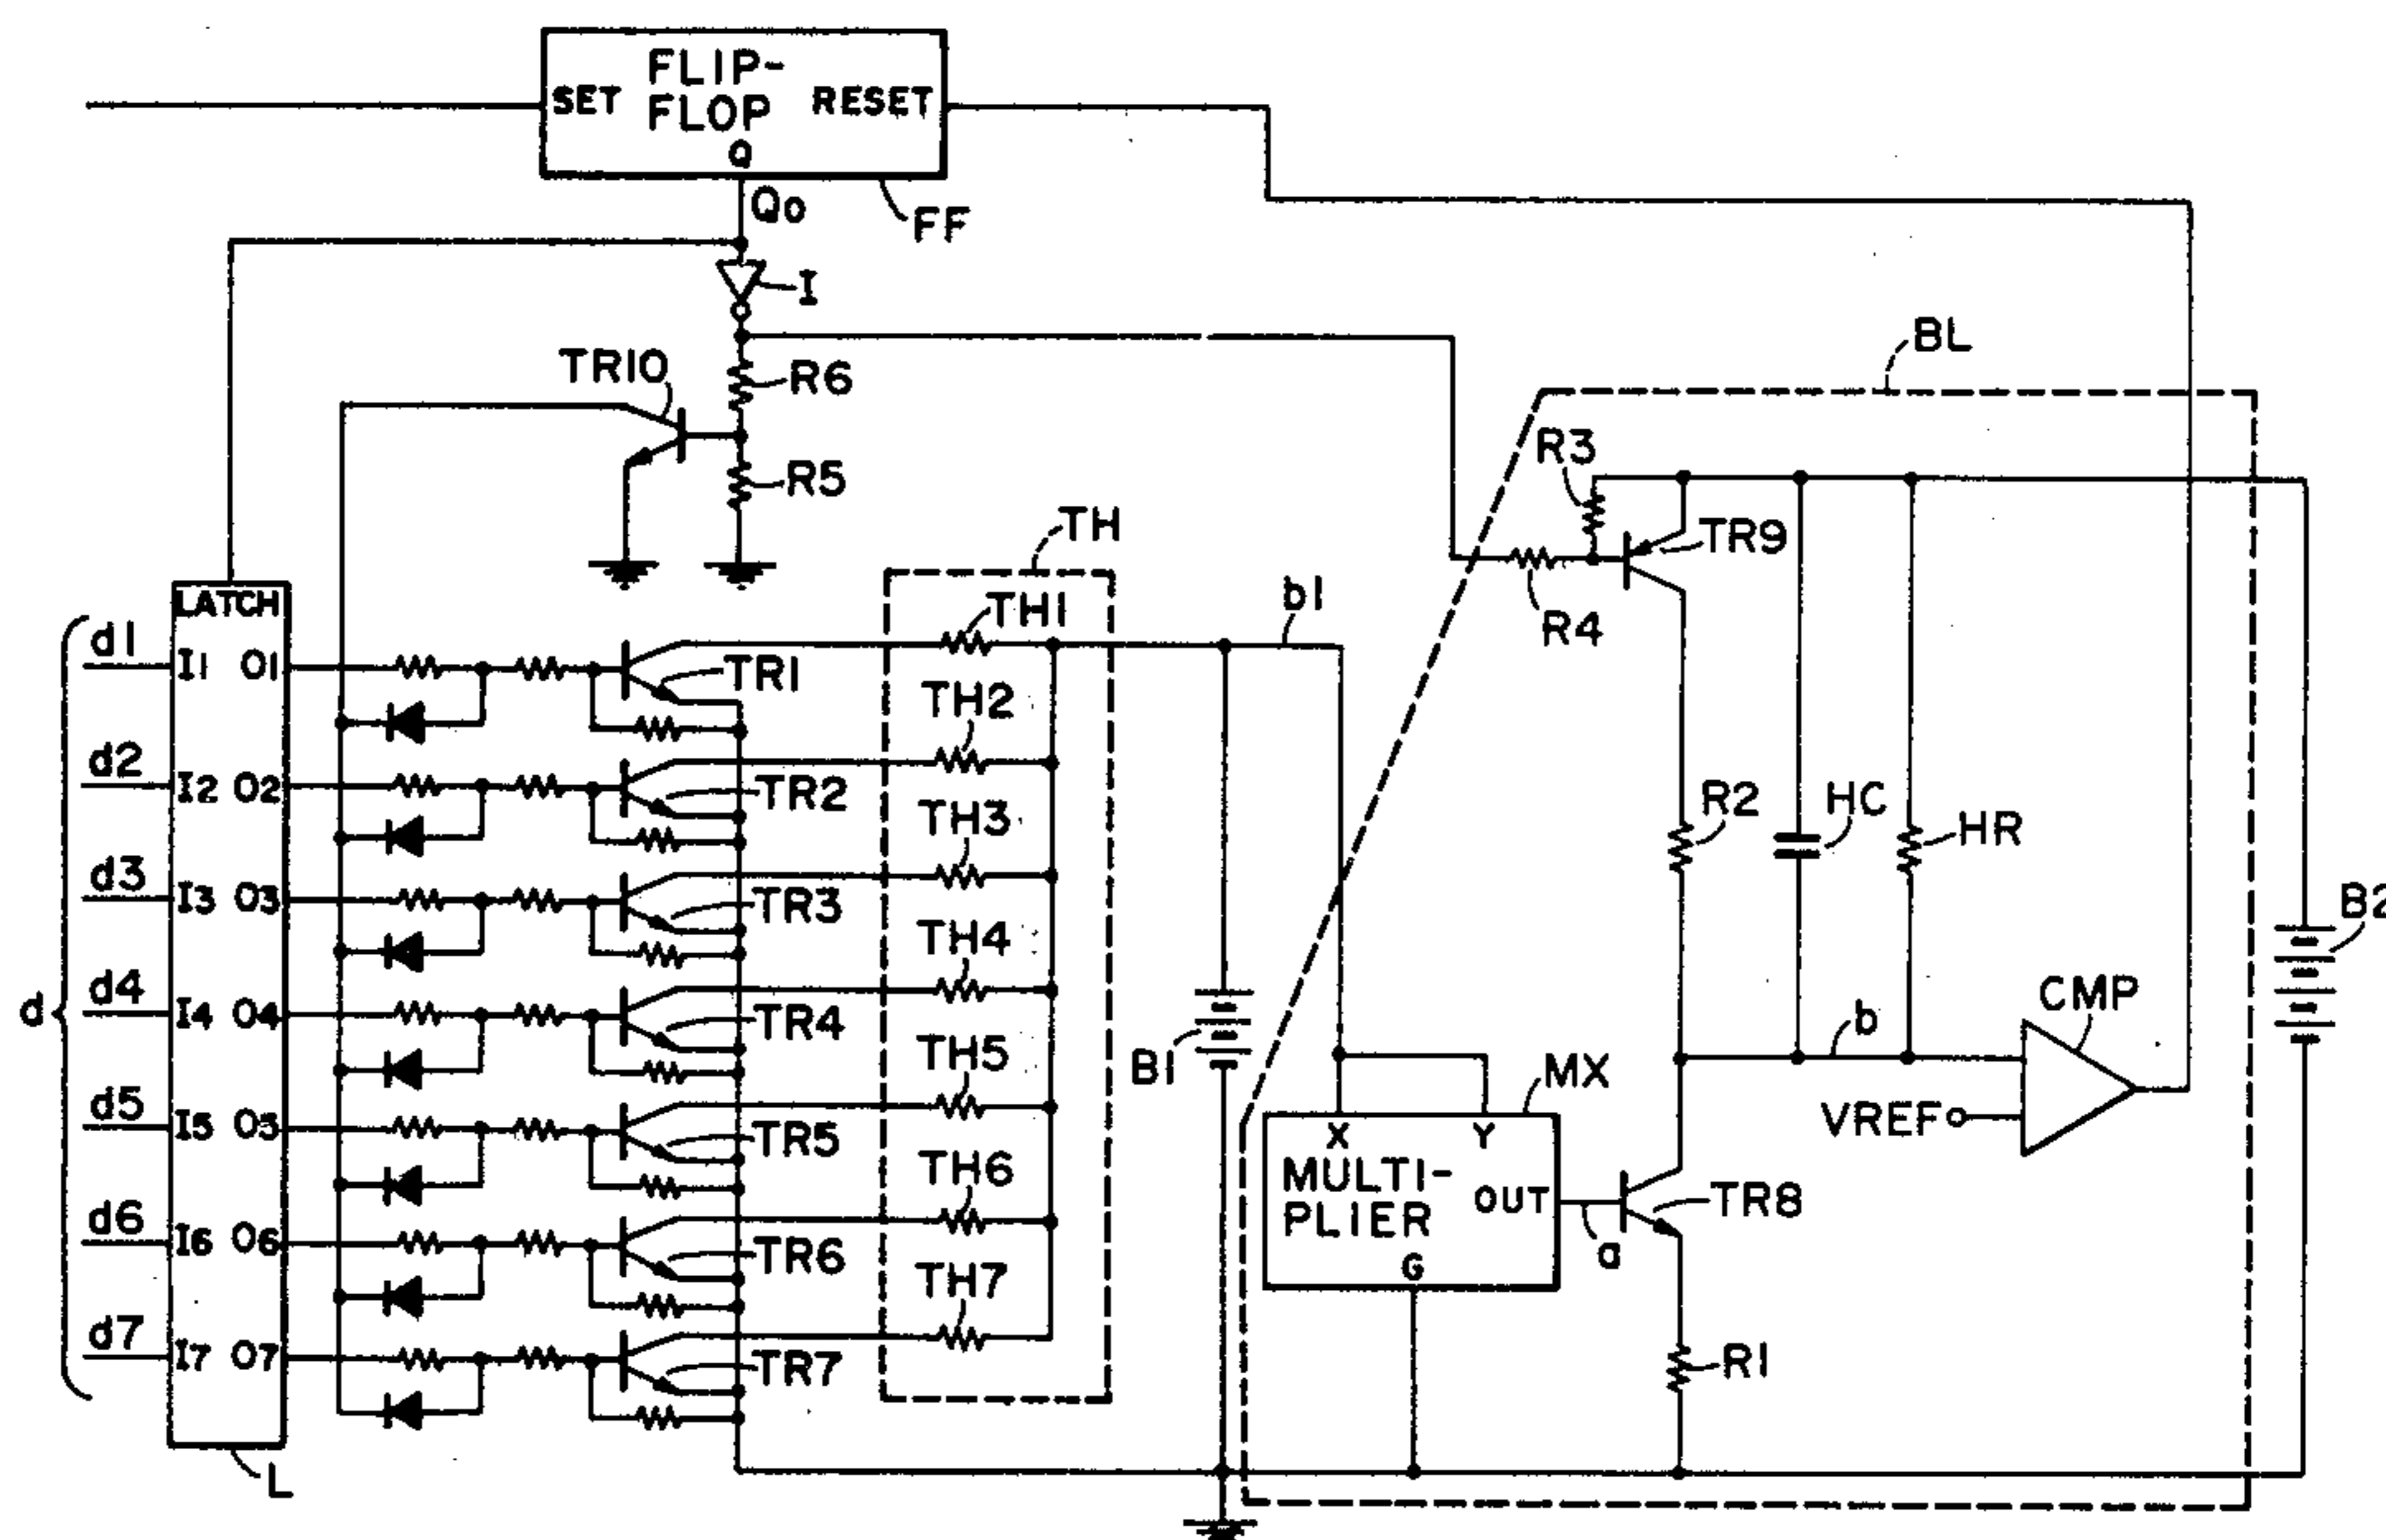 FLIP-
SET FLOP RESET
Q
Qo
FF
I
BL
TR10
R6
R3
R5
TR9
TH
LATCH
TH1
b1
R4
d1 I1 O1
TR1
TH2
d2 I2 O2
TR2
R2
HC
HR
TH3
d3 I3 O3
TR3
B2
TH4
CMP
d d4 I4 O4
TR4
b
TH5
B1
MX
d5 I5 O5
TR5
VREF
X Y
MULTI-
PLIER
OUT
TR8
TH6
d6 I6 O6
TR6
a
G
TH7
d7 I7 O7
TR7
R1
L